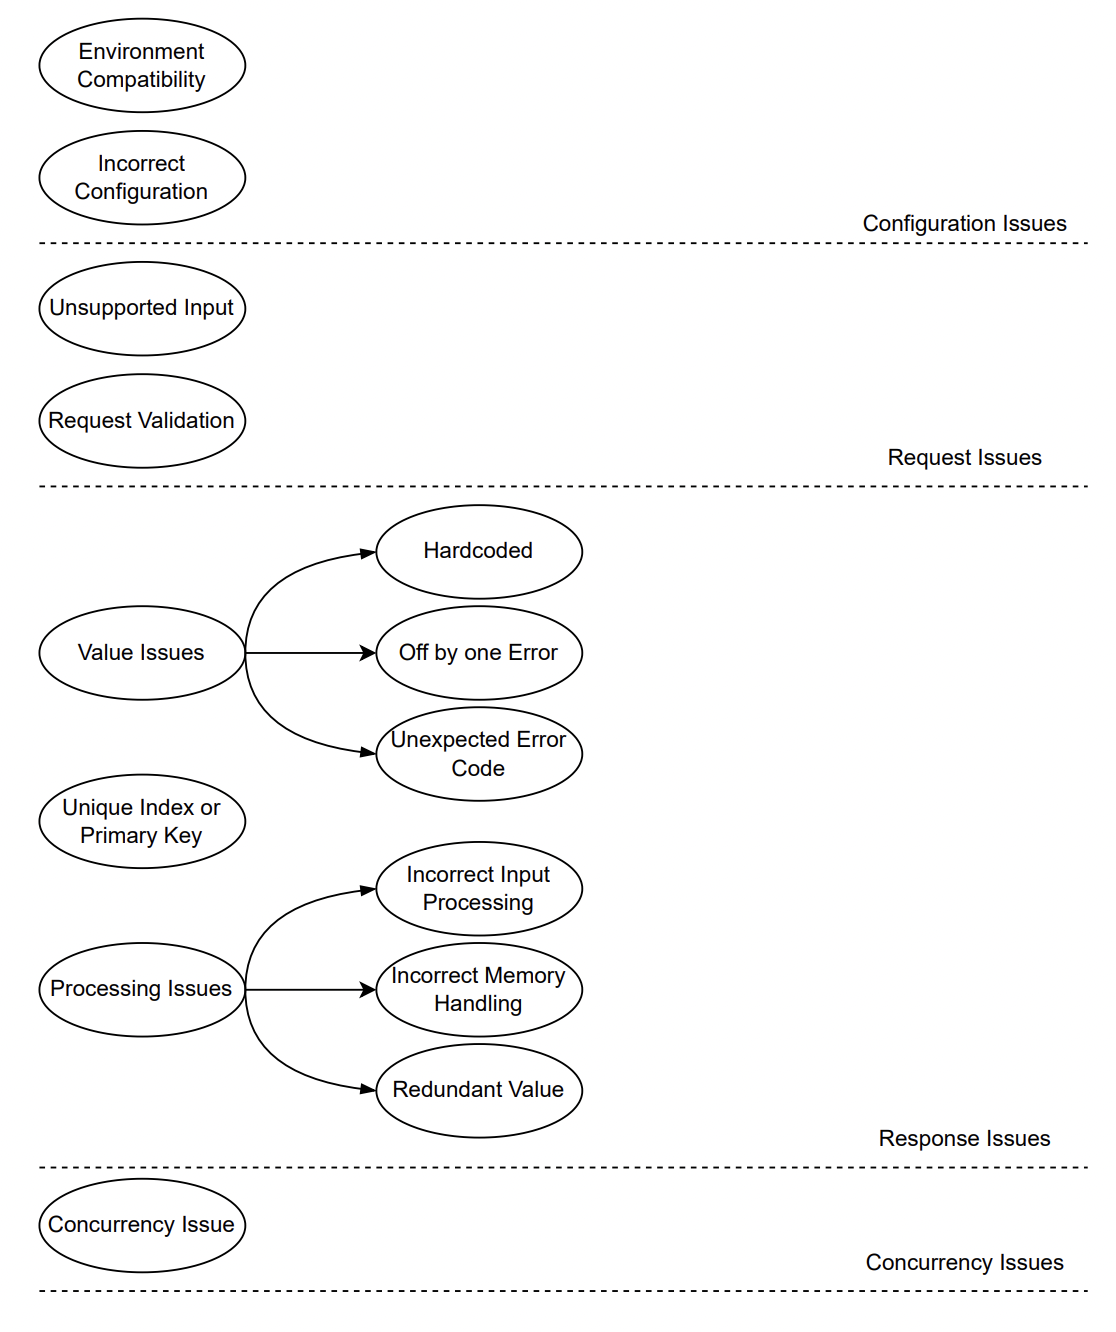 Environment
Compatibility
Incorrect
Configuration
Configuration Issues
Unsupported Input
Request Validation
Request Issues
Hardcoded
Value Issues
Off by one Error
Unexpected Error
Code
Unique Index or
Primary Key
Incorrect Input
Processing
Processing Issues
Incorrect Memory
Handling
Redundant Value
Response Issues
Concurrency Issue
Concurrency Issues